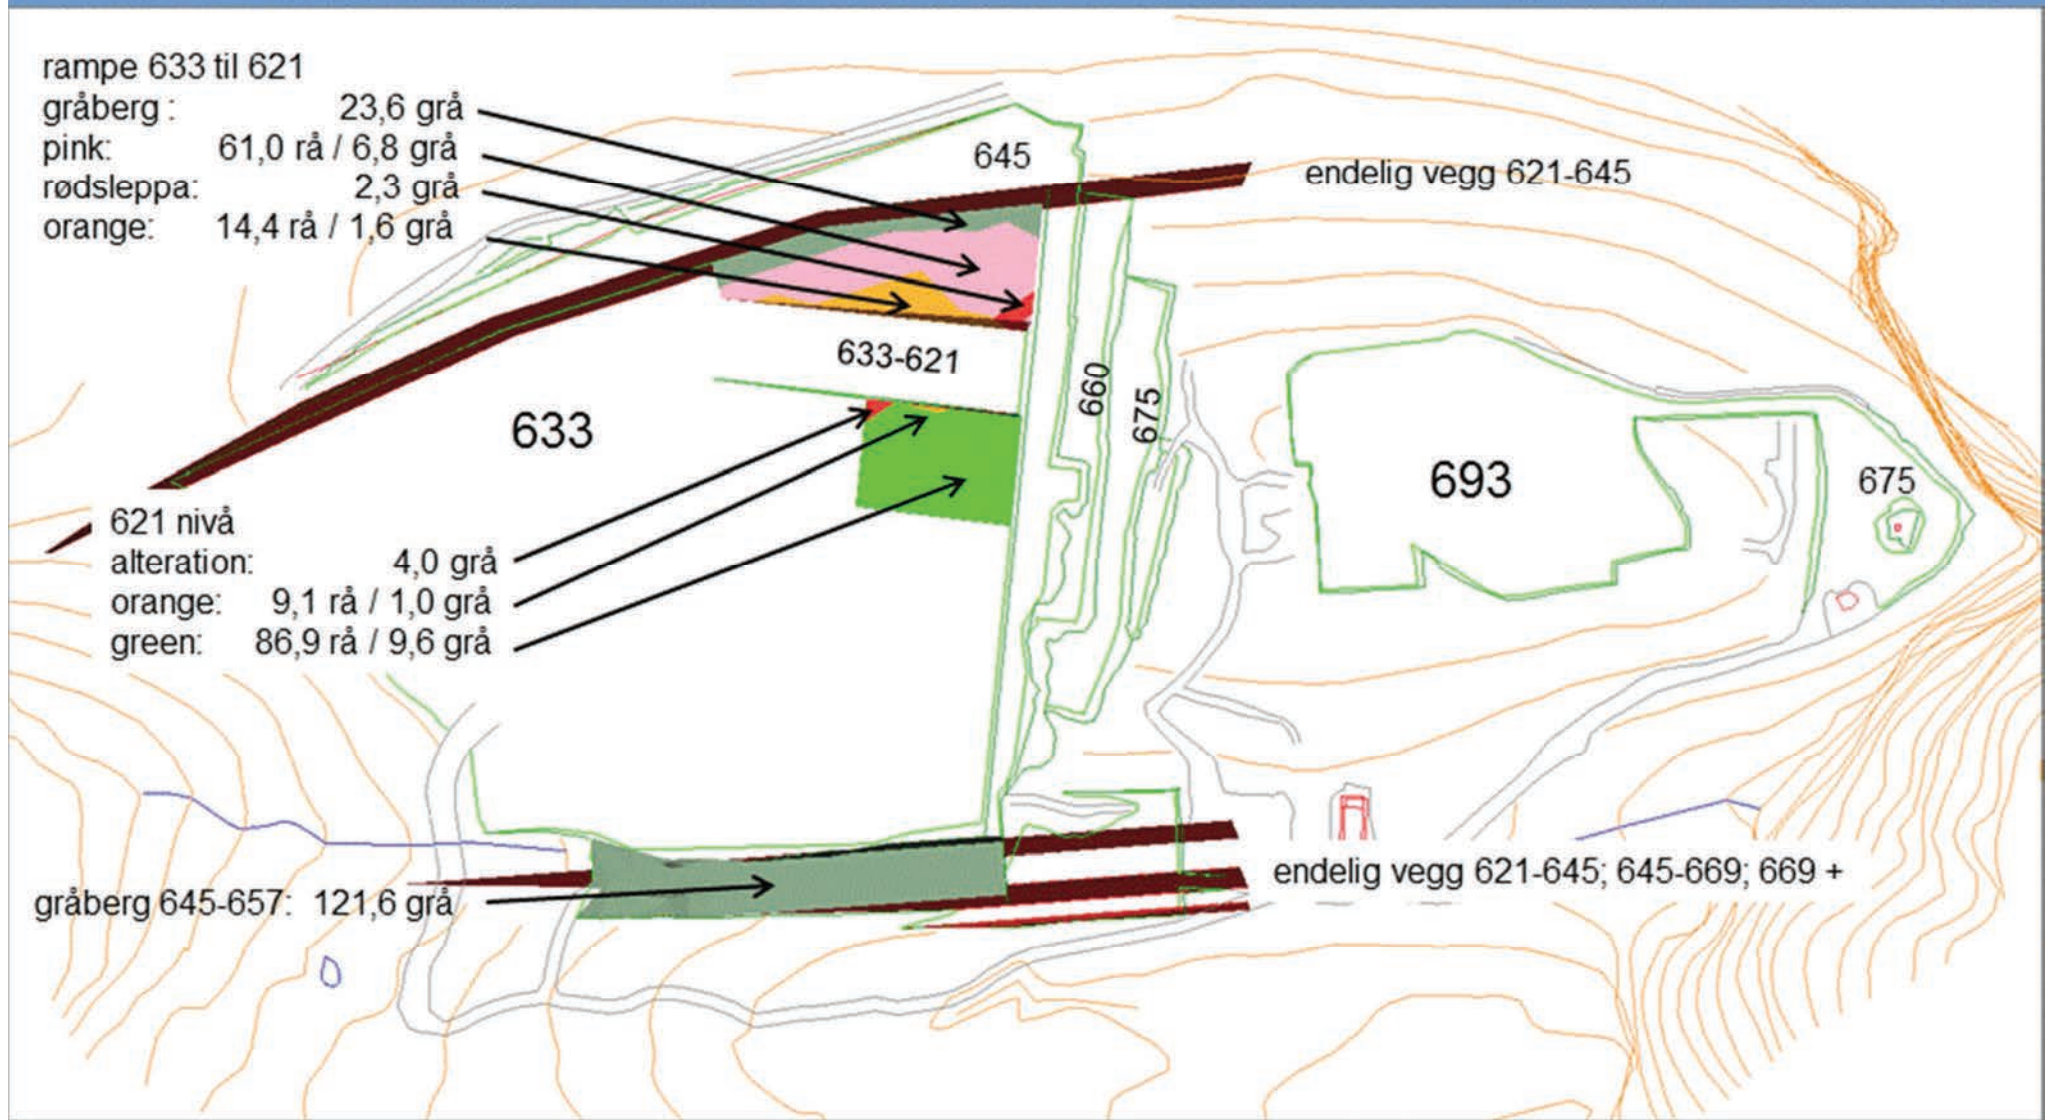 rampe 633 til 621
gråberg : 23,6 grå
pink: 61,0 rå / 6,8 grå
rødsleppa: 2,3 grå
orange: 14,4 rå / 1,6 grå
645
endelig vegg 621-645
633-621
633
660
675
693
675
621 nivå
alteration: 4,0 grå
orange: 9,1 rå / 1,0 grå
green: 86,9 rå / 9,6 grå
endelig vegg 621-645; 645-669; 669 +
gråberg 645-657: 121,6 grå